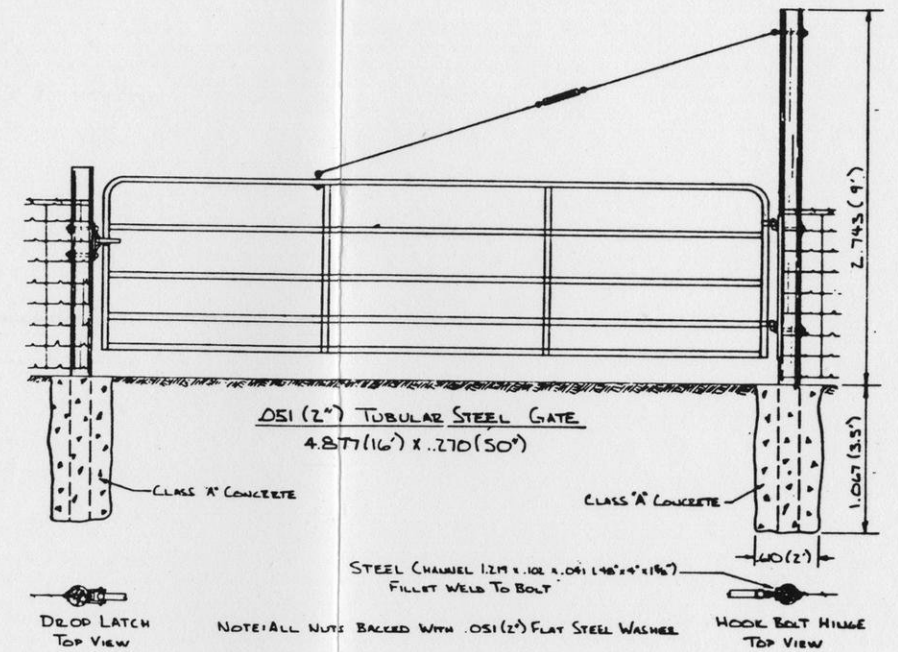 2.743 (9')
.051 (2") TUBULAR STEEL GATE
4.877 (16') X .270 (50")
1.067 (3.5')
CLASS "A" CONCRETE
CLASS "A" CONCRETE
.60 (2')
STEEL CHANNEL 1.219 x .102 x .041 (48" x 4" x 1⅝")
FILLET WELD TO BOLT
DROP LATCH
TOP VIEW
NOTE: ALL NUTS BACKED WITH .051 (2") FLAT STEEL WASHER
HOOK BOLT HINGE
TOP VIEW